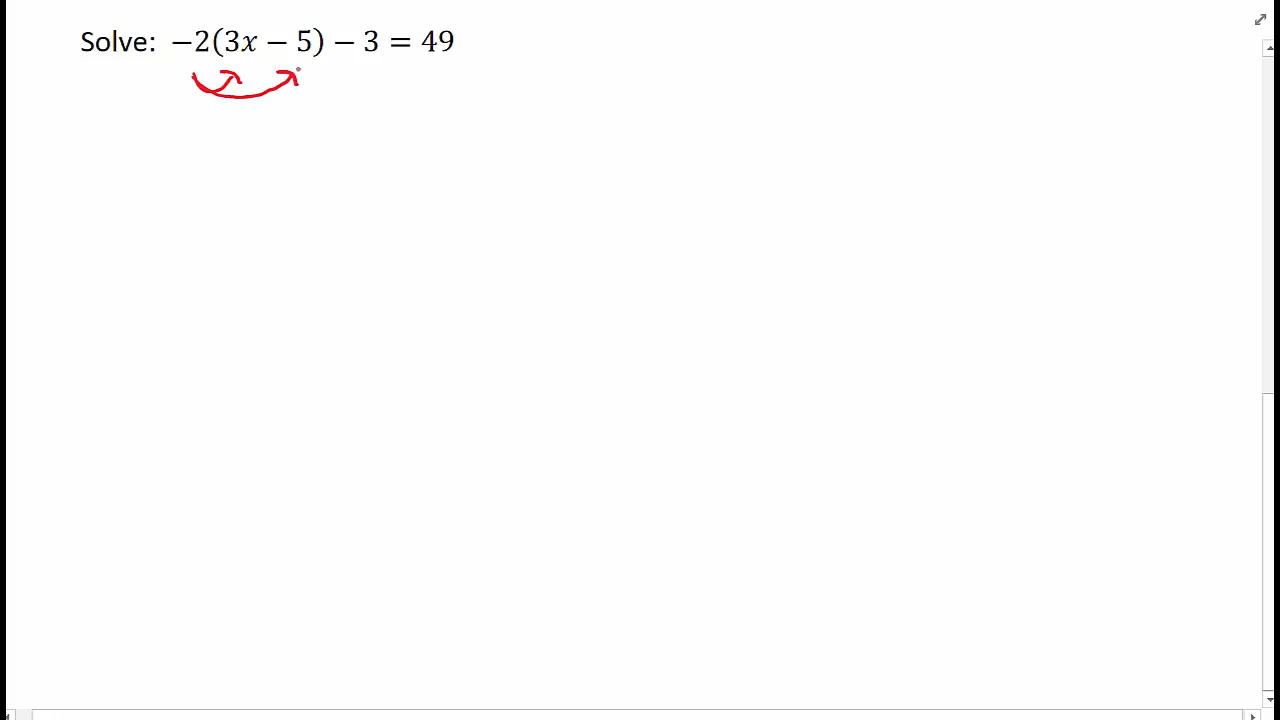 Solve: −2(3x − 5) − 3 = 49